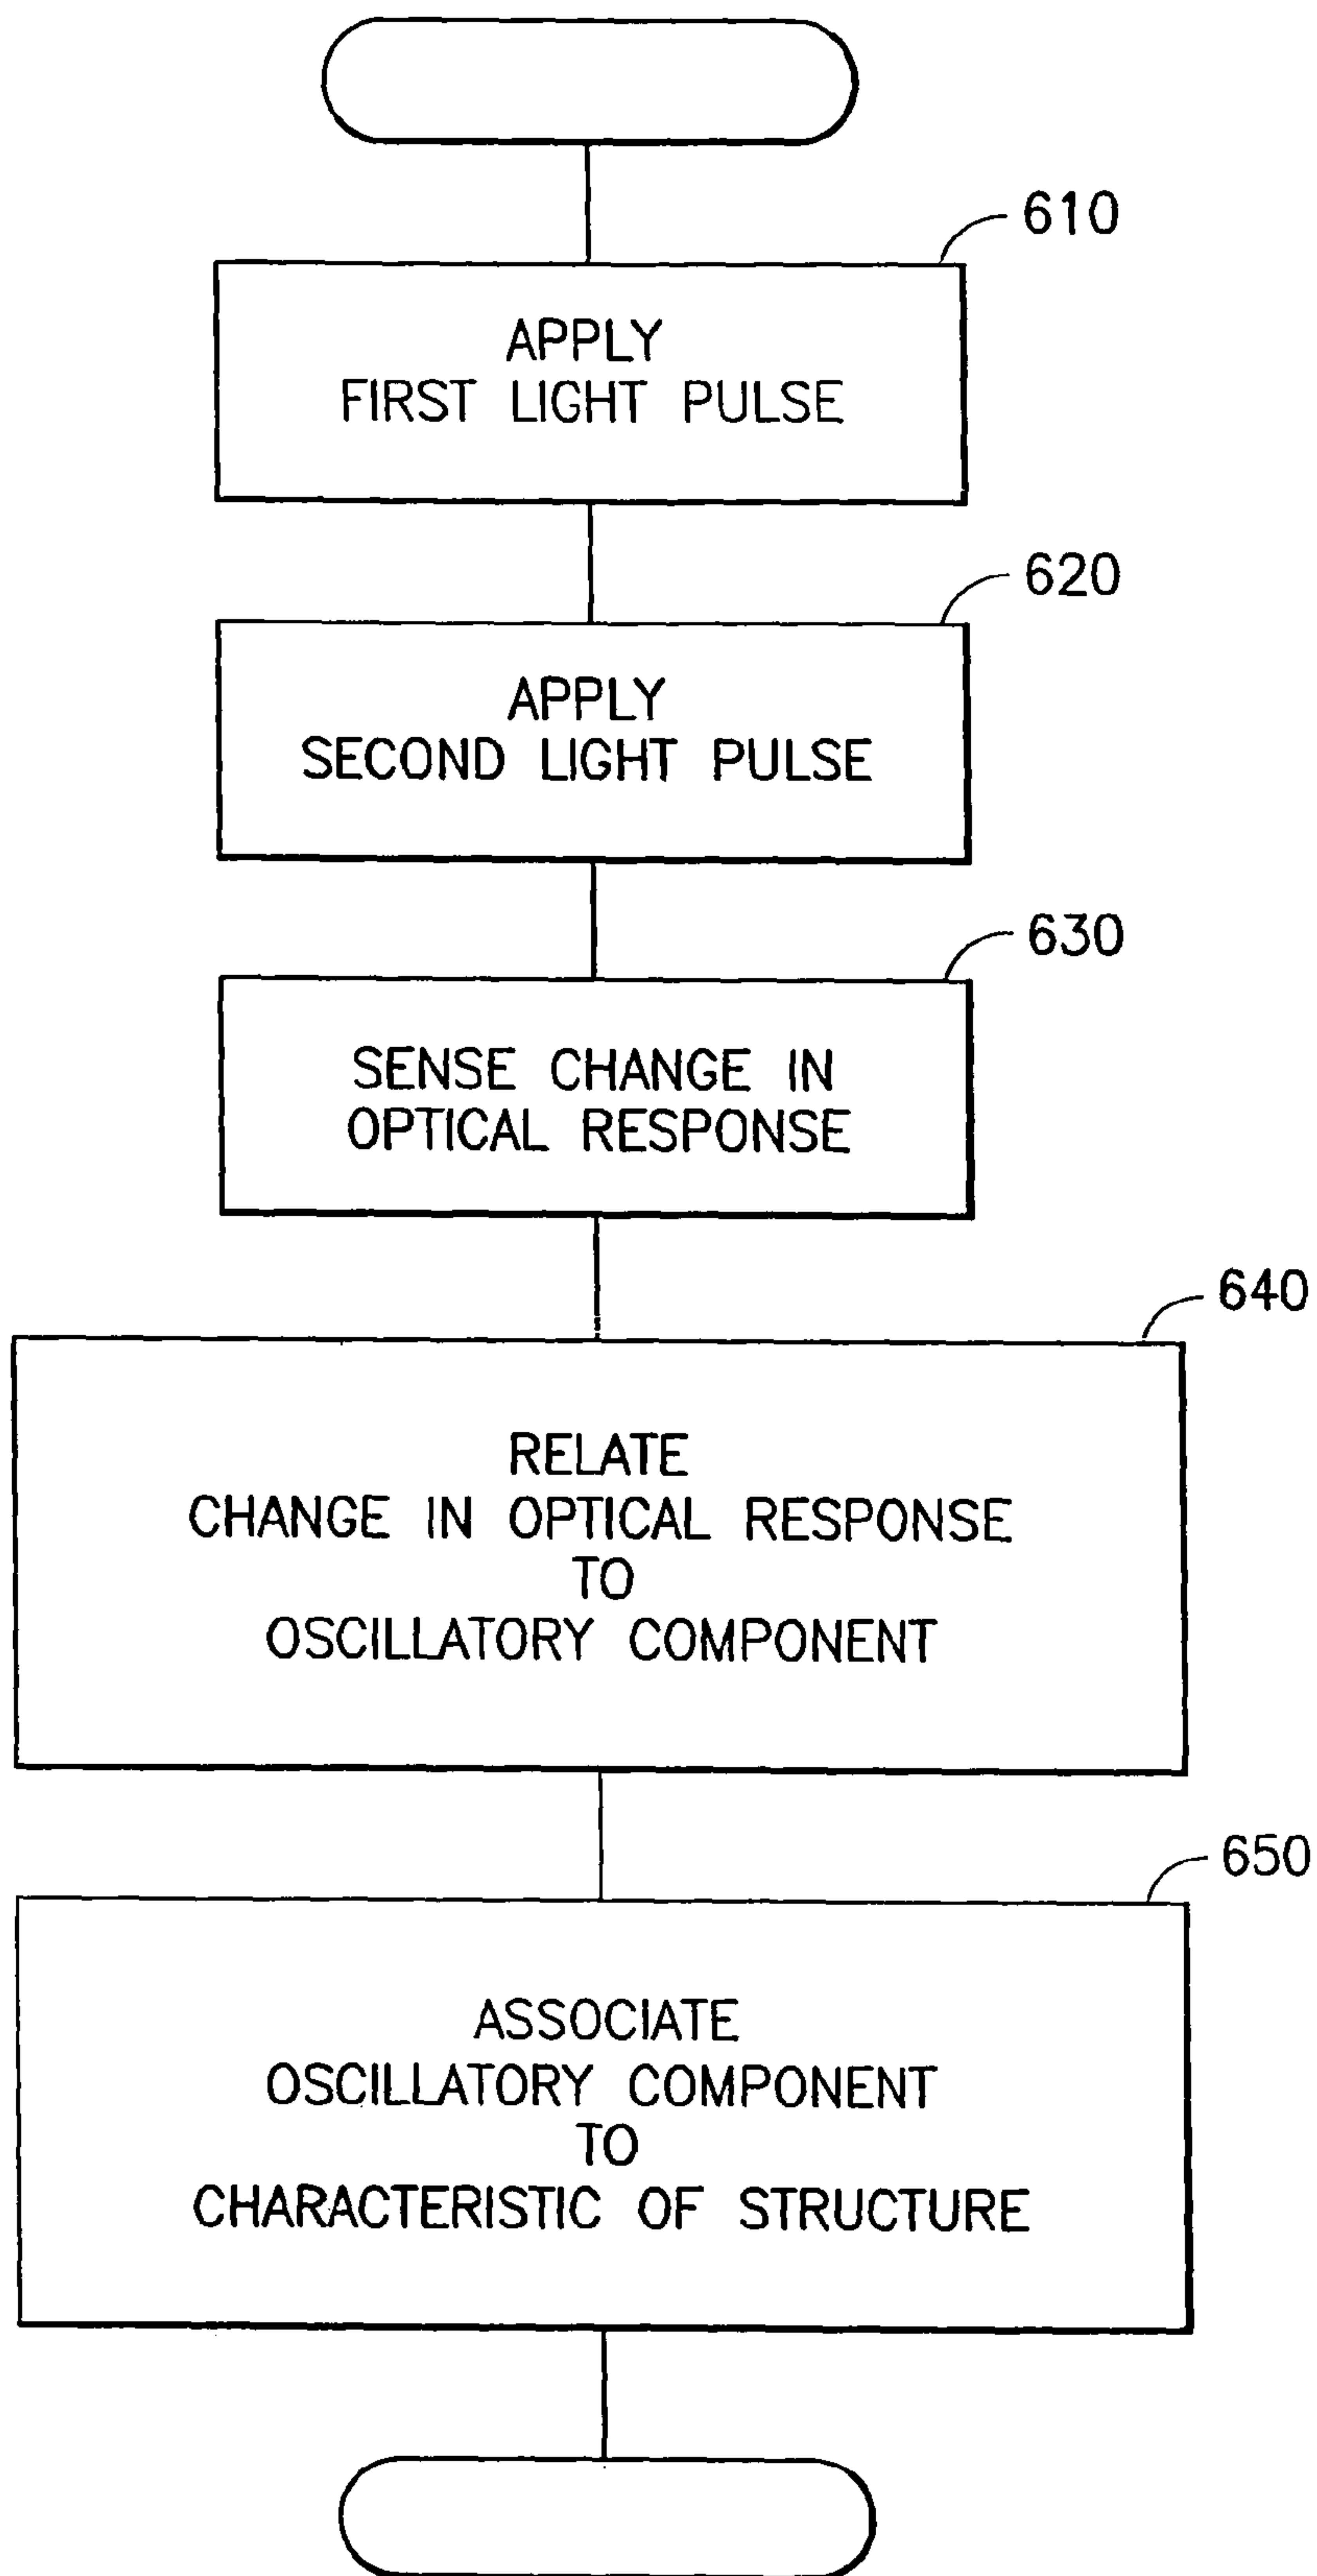 610
APPLY
FIRST LIGHT PULSE
620
APPLY
SECOND LIGHT PULSE
630
SENSE CHANGE IN
OPTICAL RESPONSE
640
RELATE
CHANGE IN OPTICAL RESPONSE
TO
OSCILLATORY COMPONENT
650
ASSOCIATE
OSCILLATORY COMPONENT
TO
CHARACTERISTIC OF STRUCTURE